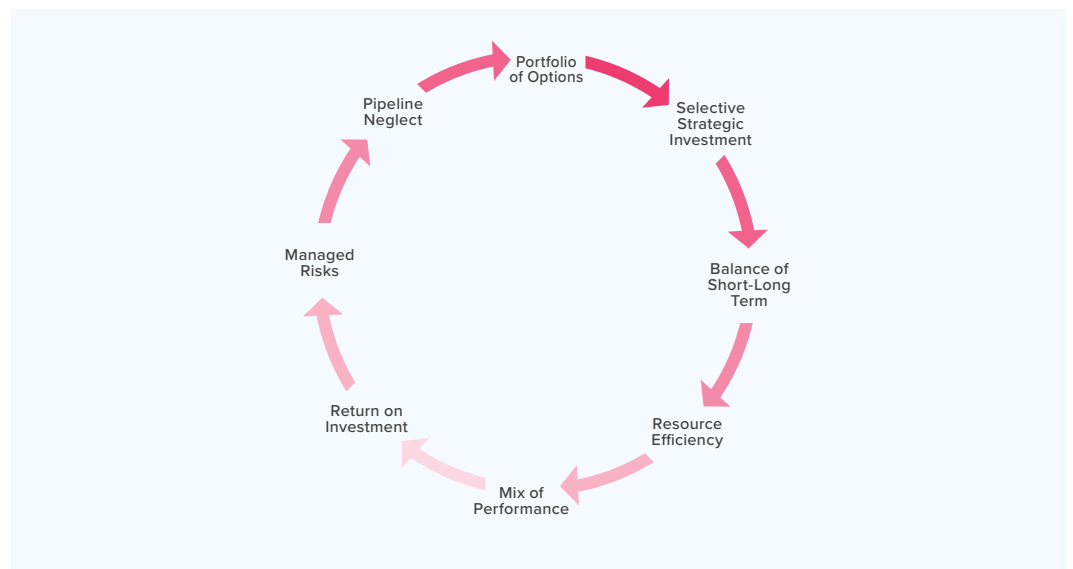 Portfolio
of Options
Selective
Strategic
Investment
Balance of
Short-Long
Term
Resource
Efficiency
Mix of
Performance
Return on
Investment
Managed
Risks
Pipeline
Neglect